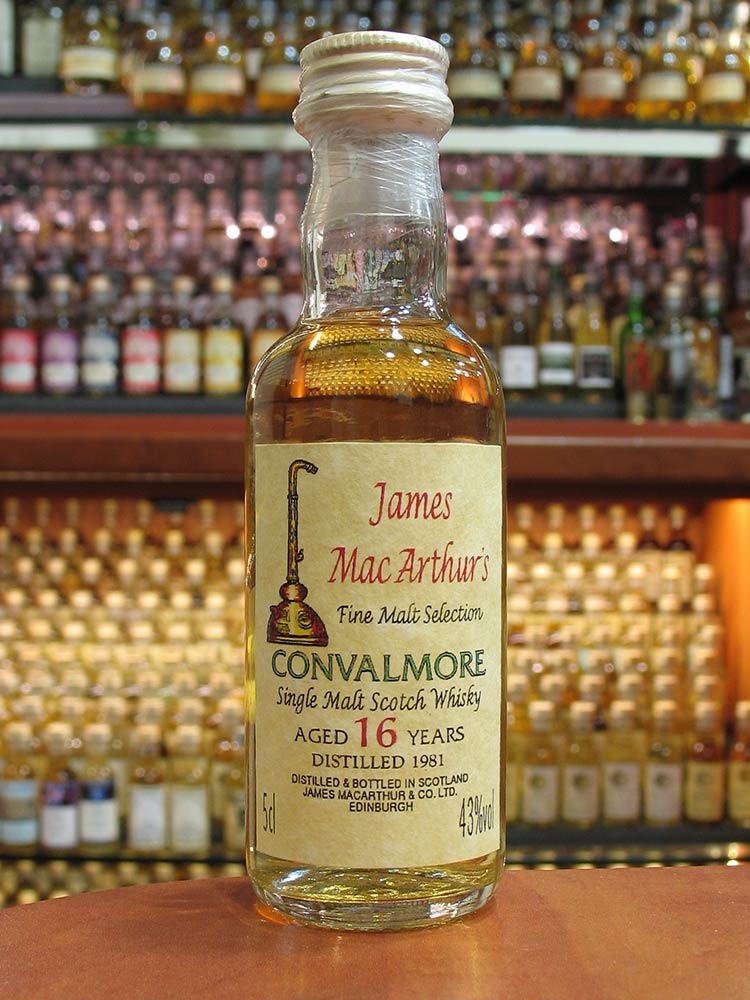 James
MacArthur's
Fine Malt Selection
CONVALMORE
Single Malt Scotch Whisky
AGED 16 YEARS
DISTILLED 1981
DISTILLED & BOTTLED IN SCOTLAND
JAMES MACARTHUR & CO. LTD.
EDINBURGH
5cl 43%vol